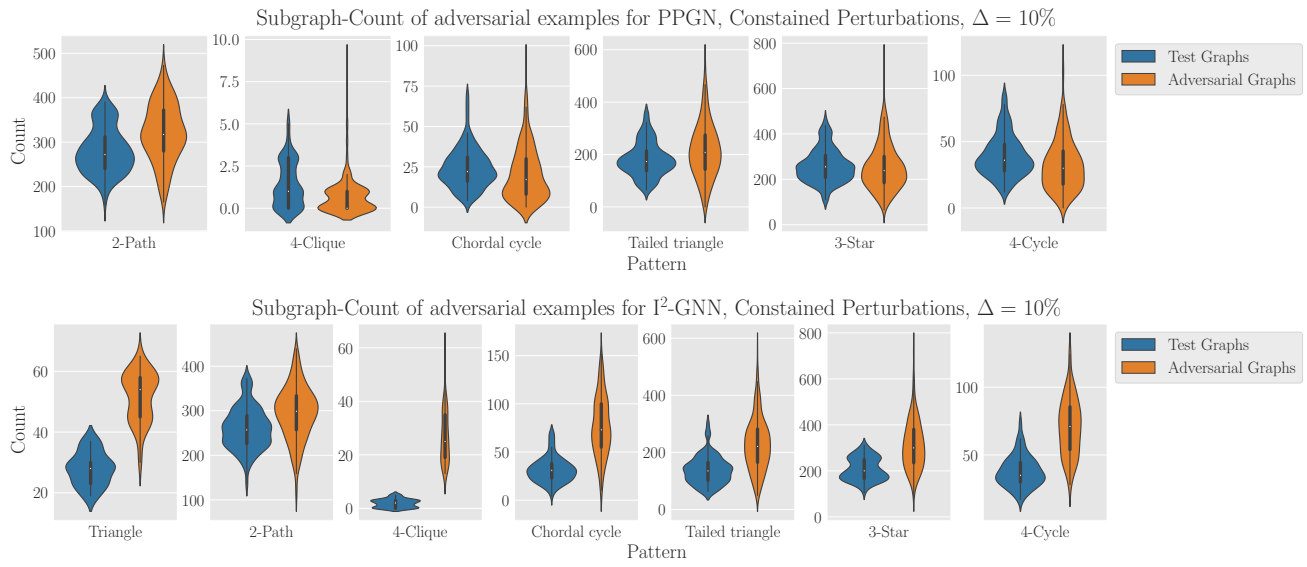 Subgraph-Count of adversarial examples for PPGN, Constained Perturbations, Δ = 10%
Count
500
400
300
200
100
2-Path
10.0
7.5
5.0
2.5
0.0
4-Clique
100
75
50
25
0
Chordal cycle
600
400
200
0
Tailed triangle
800
600
400
200
0
3-Star
100
50
0
4-Cycle
Pattern
Test Graphs
Adversarial Graphs
Subgraph-Count of adversarial examples for I²-GNN, Constained Perturbations, Δ = 10%
Count
60
40
20
Triangle
400
300
200
100
2-Path
60
40
20
0
4-Clique
150
100
50
0
Chordal cycle
600
400
200
0
Tailed triangle
800
600
400
200
0
3-Star
100
50
4-Cycle
Pattern
Test Graphs
Adversarial Graphs